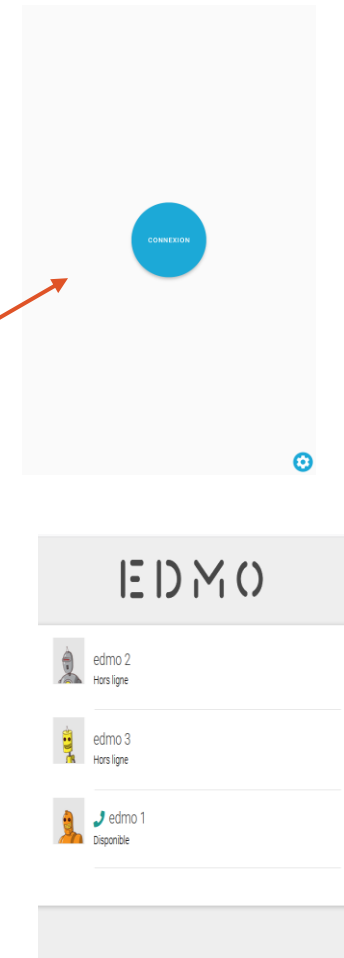 CONNEXION
EDMO
edmo 2
Hors ligne
edmo 3
Hors ligne
edmo 1
Disponible